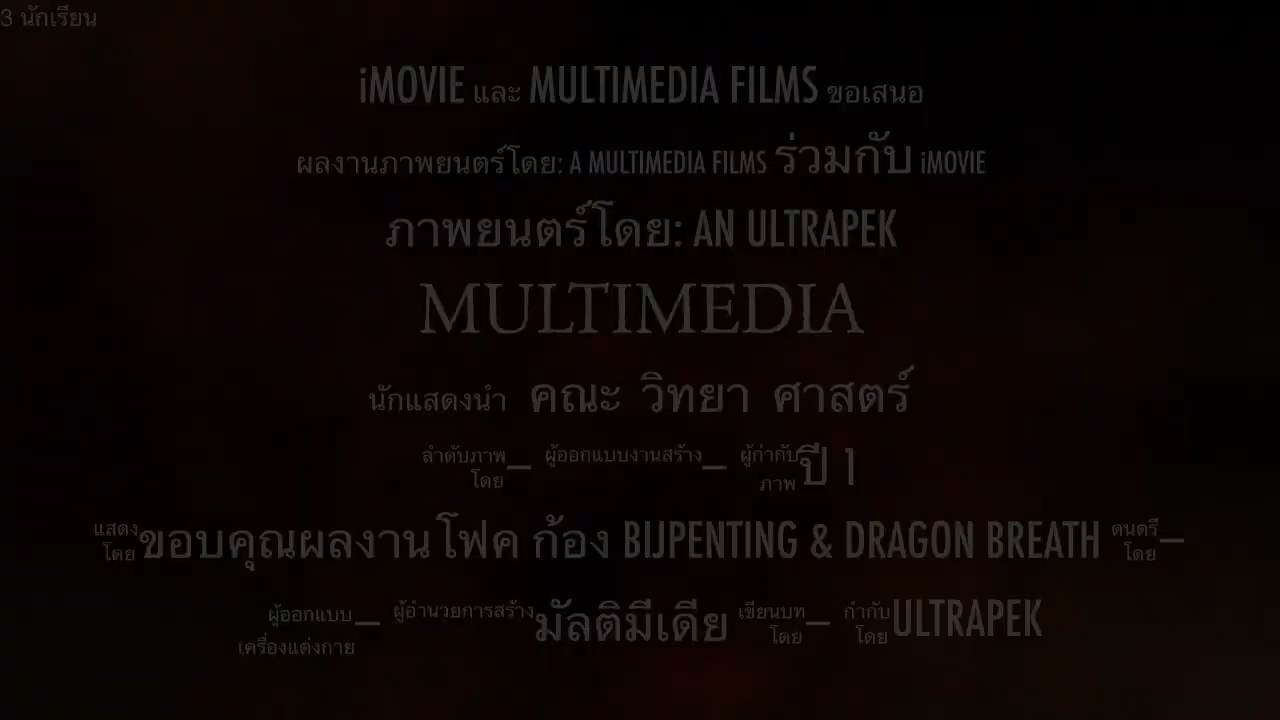 3 นักเรียน
iMOVIE และ MULTIMEDIA FILMS ขอเสนอ
ผลงานภาพยนตร์โดย: A MULTIMEDIA FILMS ร่วมกับ iMOVIE
ภาพยนตร์โดย: AN ULTRAPEK
MULTIMEDIA
นักแสดงนำ คณะ วิทยา ศาสตร์
ลำดับภาพโดย – ผู้ออกแบบงานสร้าง – ผู้กำกับภาพ ปี 1
แสดงโดย ขอบคุณผลงานโฟค ก้อง BIJPENTING & DRAGON BREATH ดนตรีโดย –
ผู้ออกแบบเครื่องแต่งกาย – ผู้อำนวยการสร้าง มัลติมีเดีย เขียนบทโดย – กำกับโดย ULTRAPEK